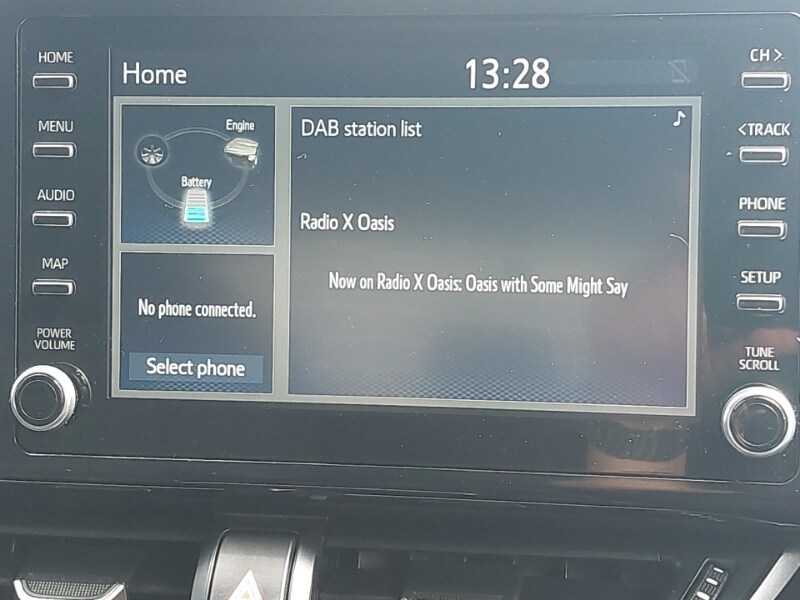 HOME
MENU
AUDIO
MAP
POWER
VOLUME
Home
13:28
Engine
Battery
No phone connected.
Select phone
DAB station list
Radio X Oasis
Now on Radio X Oasis: Oasis with Some Might Say
CH >
<TRACK
PHONE
SETUP
TUNE
SCROLL